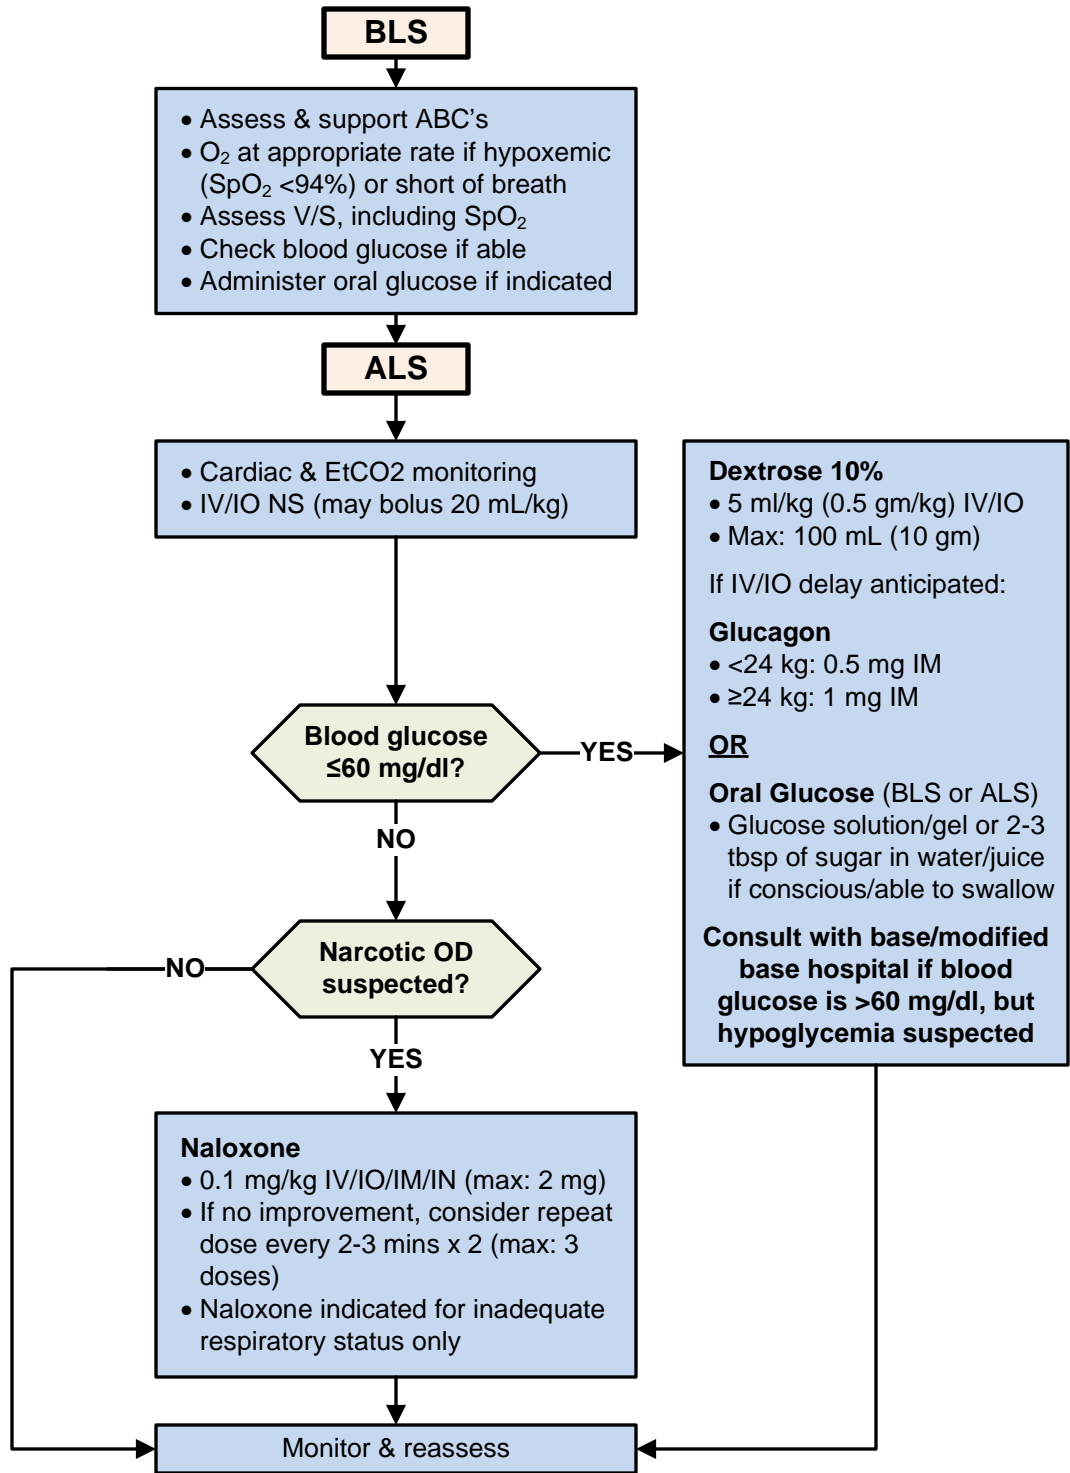 BLS
• Assess & support ABC’s
• O₂ at appropriate rate if hypoxemic
(SpO₂ <94%) or short of breath
• Assess V/S, including SpO₂
• Check blood glucose if able
• Administer oral glucose if indicated
ALS
• Cardiac & EtCO2 monitoring
• IV/IO NS (may bolus 20 mL/kg)
Blood glucose
≤60 mg/dl?
YES
Dextrose 10%
• 5 ml/kg (0.5 gm/kg) IV/IO
• Max: 100 mL (10 gm)
If IV/IO delay anticipated:
Glucagon
• <24 kg: 0.5 mg IM
• ≥24 kg: 1 mg IM
OR
Oral Glucose (BLS or ALS)
• Glucose solution/gel or 2-3
tbsp of sugar in water/juice
if conscious/able to swallow
Consult with base/modified
base hospital if blood
glucose is >60 mg/dl, but
hypoglycemia suspected
NO
Narcotic OD
suspected?
NO
YES
Naloxone
• 0.1 mg/kg IV/IO/IM/IN (max: 2 mg)
• If no improvement, consider repeat
dose every 2-3 mins x 2 (max: 3
doses)
• Naloxone indicated for inadequate
respiratory status only
Monitor & reassess